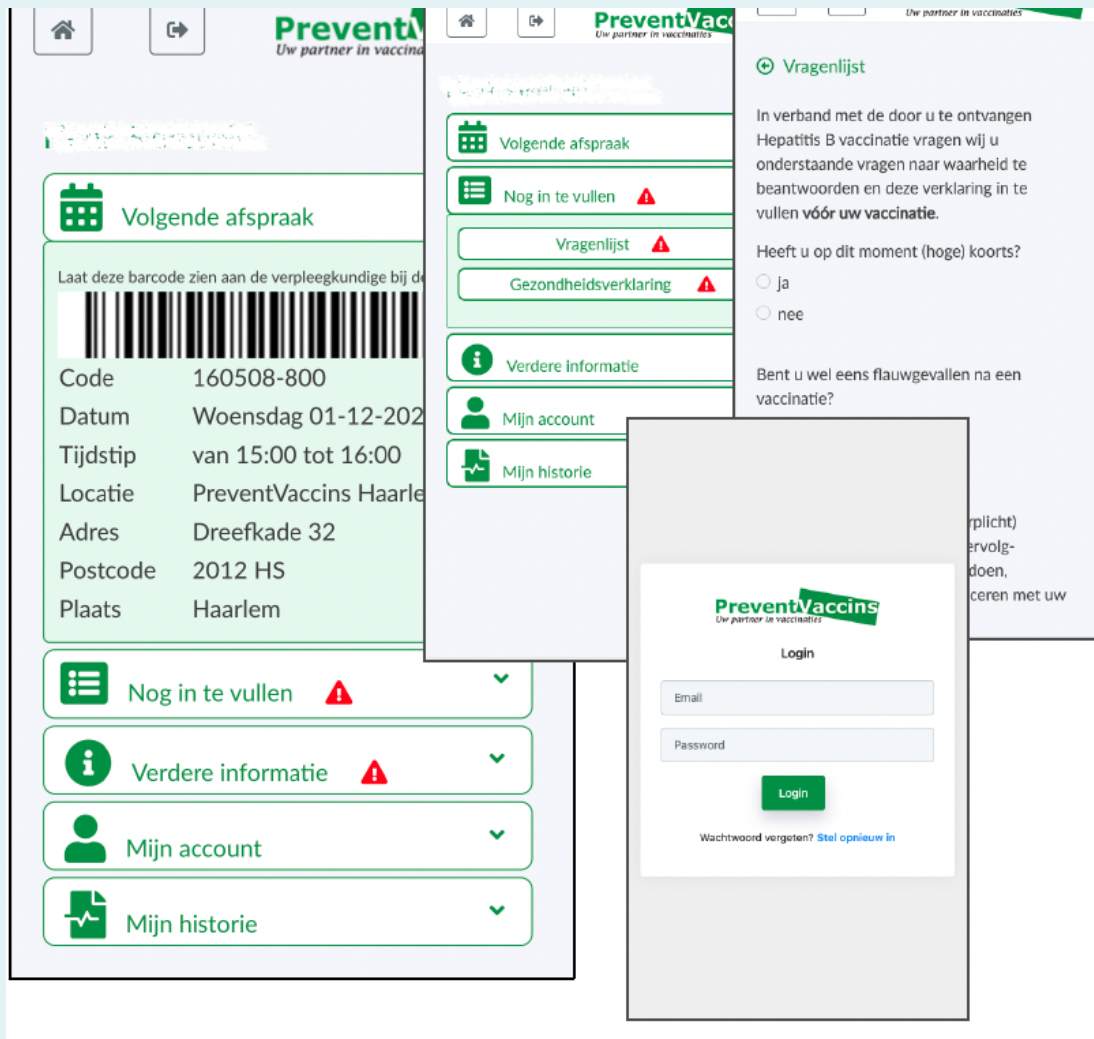 Prevent
Uw partner in
Volgende afspraak
Laat deze barcode zien aan de verpleegkundige bij
Code 160508-800
Datum Woensdag 01-12-202
Tijdstip van 15:00 tot 16:00
Locatie PreventVaccins Haarle
Adres Dreefkade 32
Postcode 2012 HS
Plaats Haarlem
Nog in te vullen
Verdere informatie
Mijn account
Mijn historie
PreventVacc
Uw partner in vaccinaties
Volgende afspraak
Nog in te vullen
Vragenlijst
Gezondheidsverklaring
Verdere informatie
Mijn account
Mijn historie
Uw partner in vaccinaties
Vragenlijst
In verband met de door u te ontvangen
Hepatitis B vaccinatie vragen wij u
onderstaande vragen naar waarheid te
beantwoorden en deze verklaring in te
vullen vóór uw vaccinatie.
Heeft u op dit moment (hoge) koorts?
ja
nee
Bent u wel eens flauwgevallen na een
vaccinatie?
rplicht)
ervolg-
doen,
ceren met uw
PreventVaccins
Uw partner in vaccinaties
Login
Email
Password
Login
Wachtwoord vergeten? Stel opnieuw in